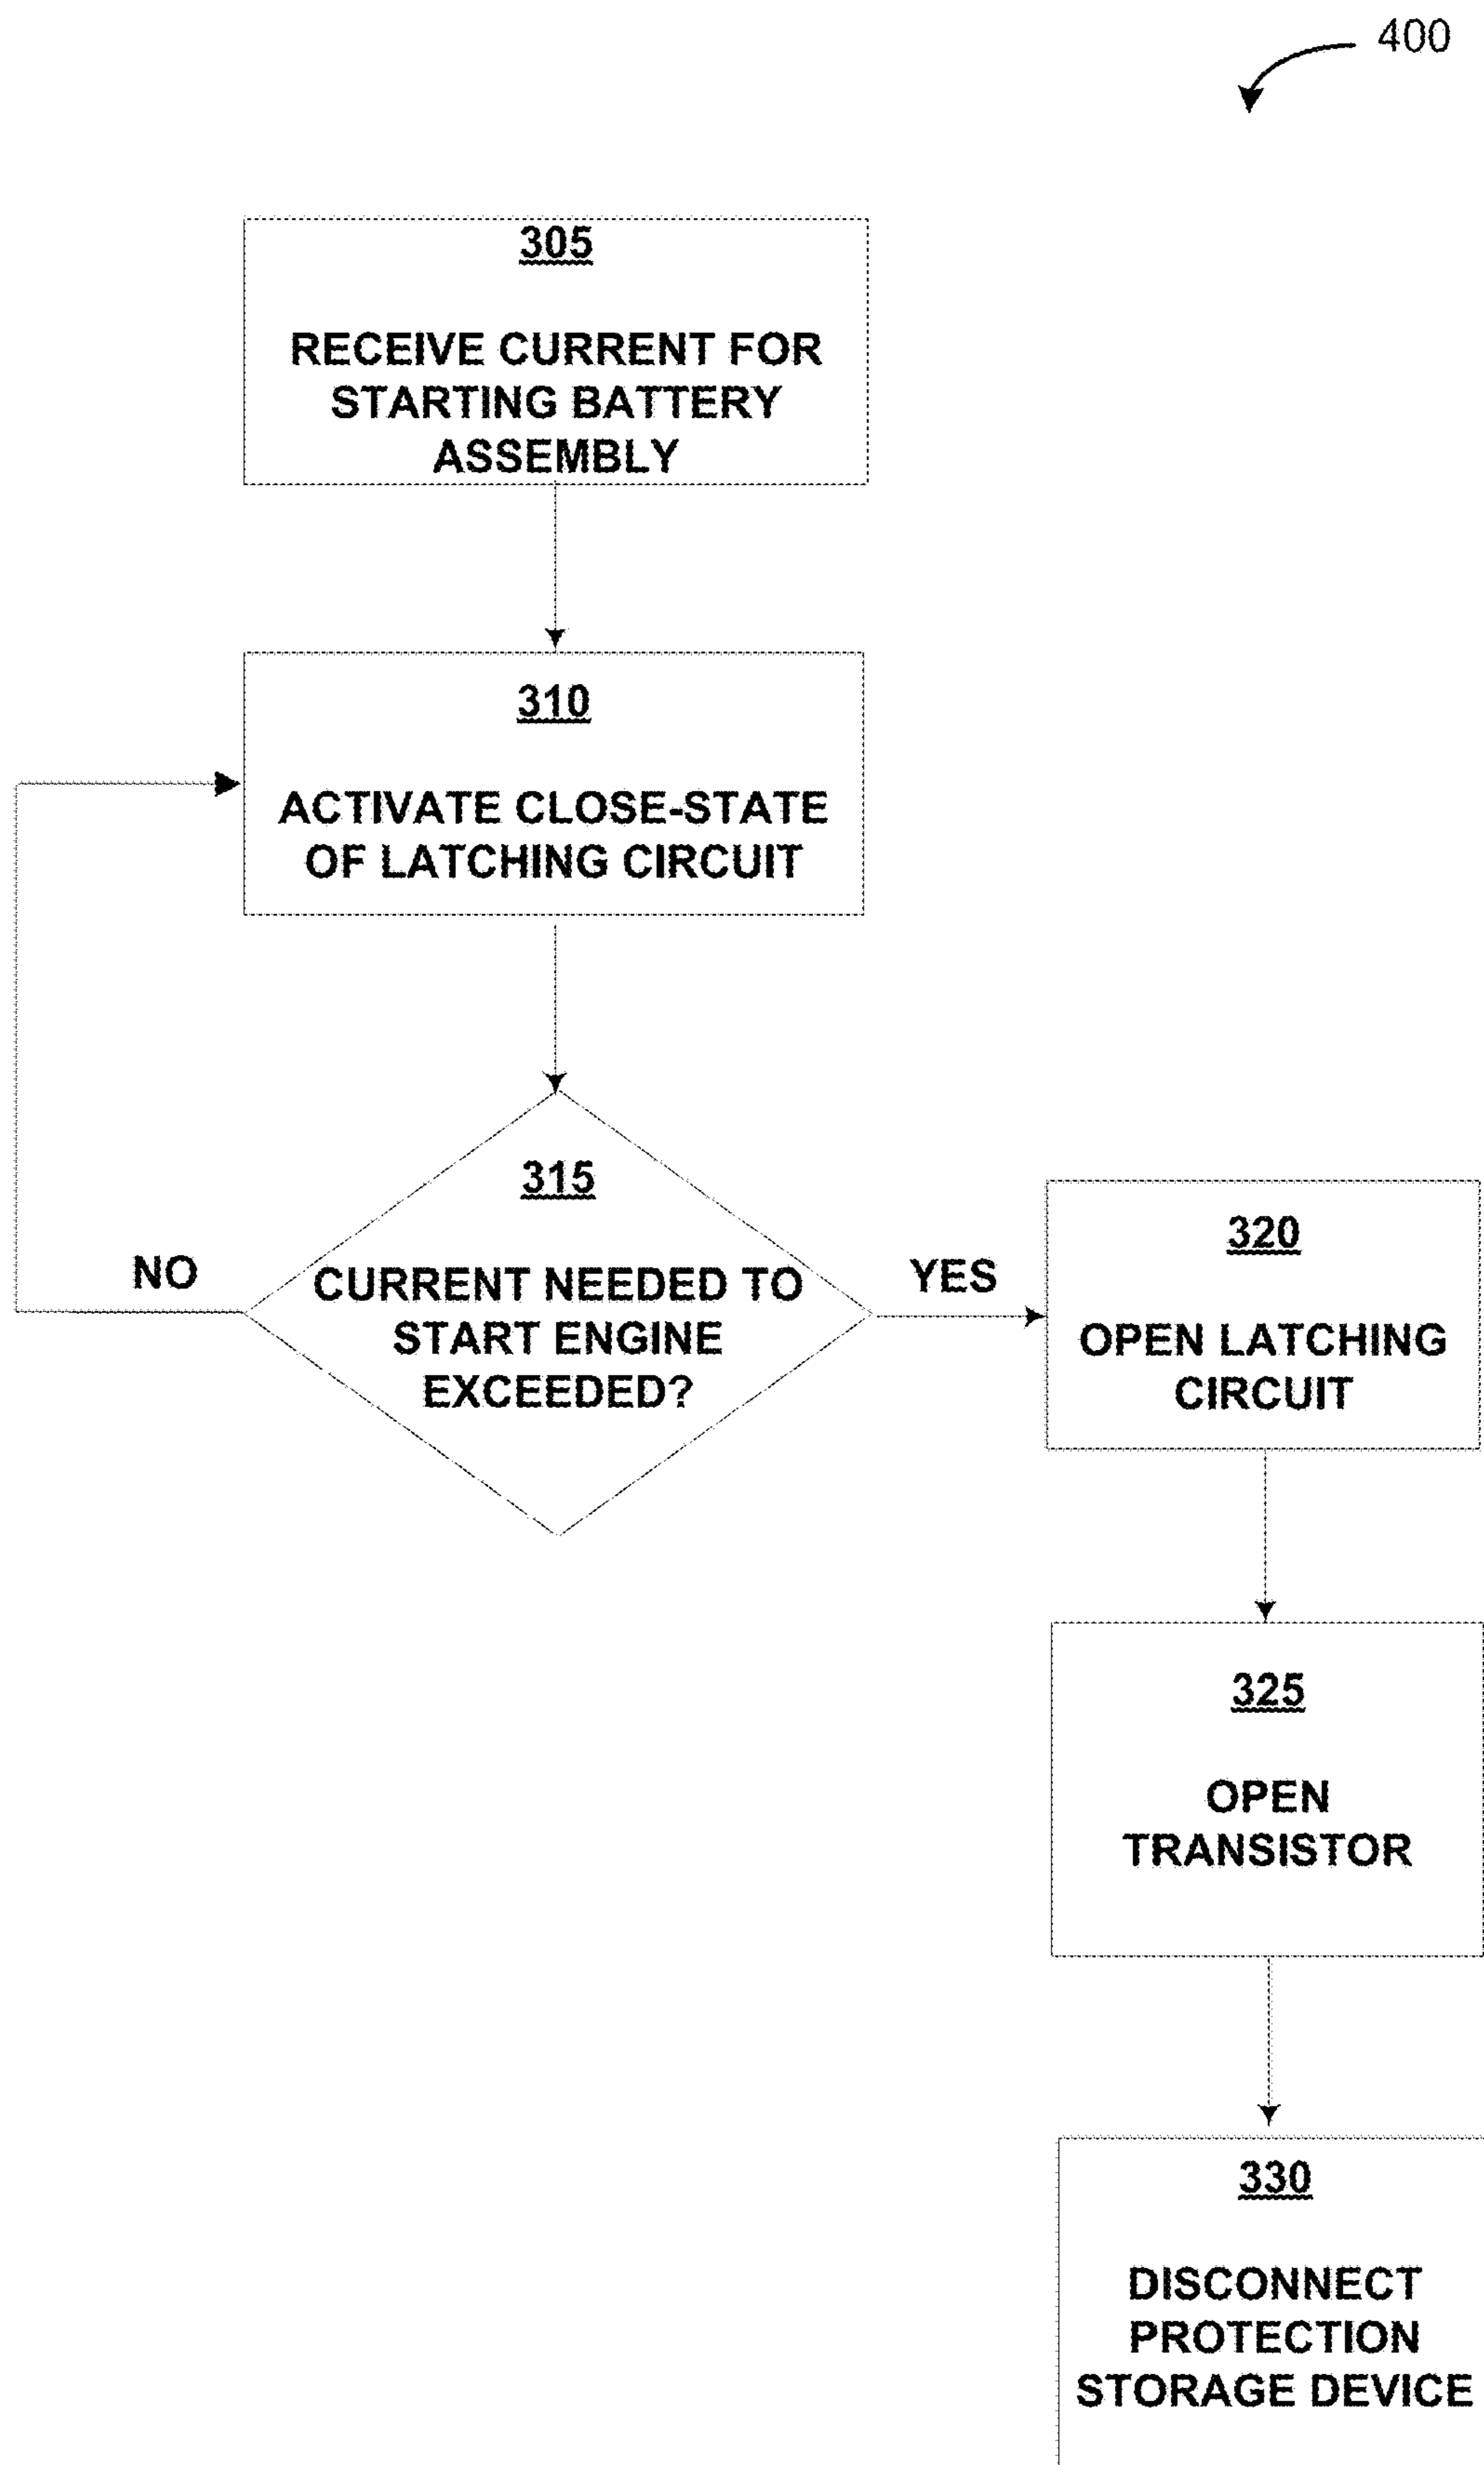 400
305
RECEIVE CURRENT FOR
STARTING BATTERY
ASSEMBLY
310
ACTIVATE CLOSE-STATE
OF LATCHING CIRCUIT
315
CURRENT NEEDED TO
START ENGINE
EXCEEDED?
NO
YES
320
OPEN LATCHING
CIRCUIT
325
OPEN
TRANSISTOR
330
DISCONNECT
PROTECTION
STORAGE DEVICE